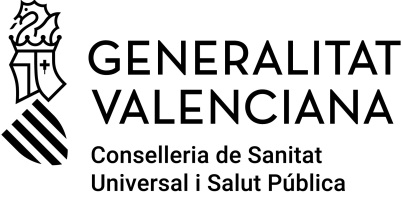 GENERALITAT
VALENCIANA
Conselleria de Sanitat
Universal i Salut Pública